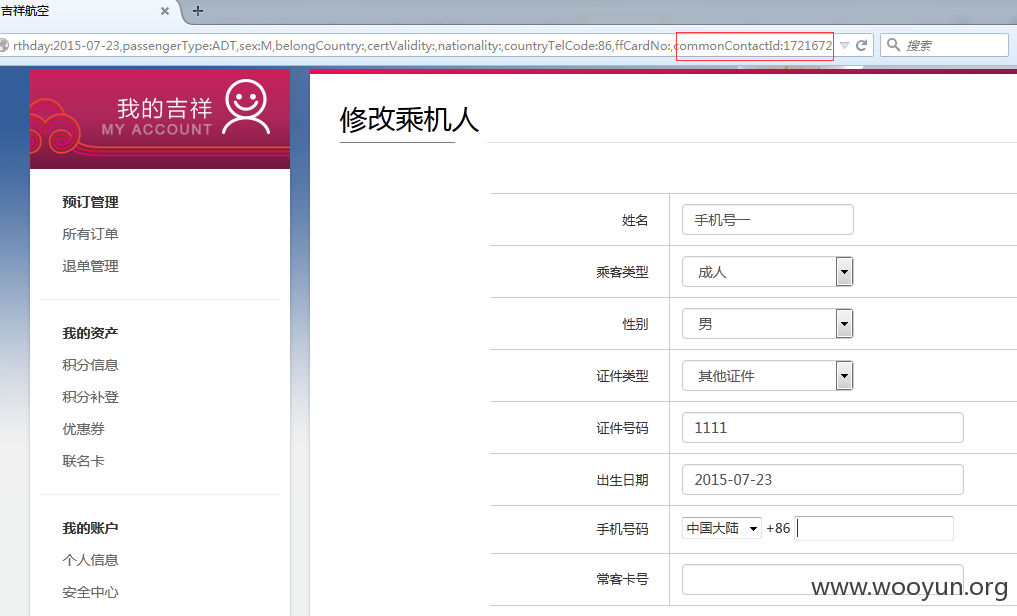 吉祥航空
rthday:2015-07-23,passengerType:ADT,sex:M,belongCountry:,certValidity:,nationality:,countryTelCode:86,ffCardNo:,commonContactId:1721672
搜索
我的吉祥
MY ACCOUNT
预订管理
所有订单
退单管理
我的资产
积分信息
积分补登
优惠券
联名卡
我的账户
个人信息
安全中心
修改乘机人
姓名 手机号一
乘客类型 成人
性别 男
证件类型 其他证件
证件号码 1111
出生日期 2015-07-23
手机号码 中国大陆 +86
常客卡号
www.wooyun.org